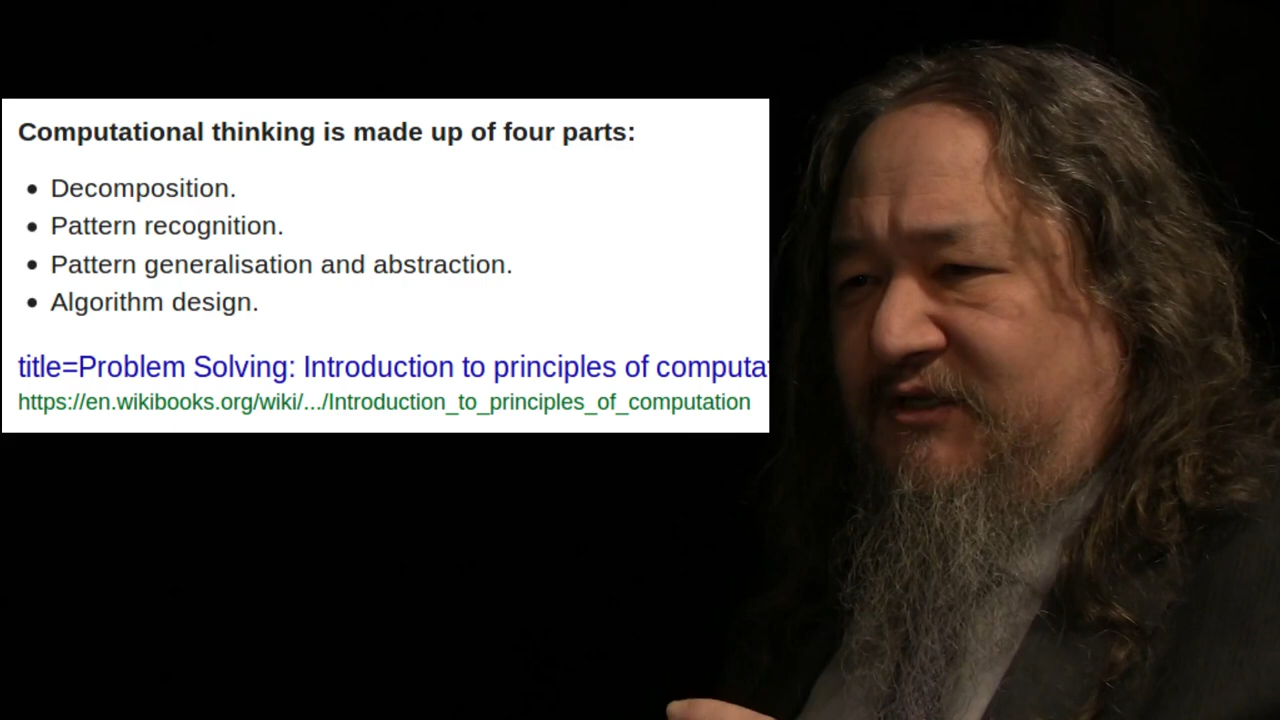 Computational thinking is made up of four parts:
Decomposition.
Pattern recognition.
Pattern generalisation and abstraction.
Algorithm design.
title=Problem Solving: Introduction to principles of computat
https://en.wikibooks.org/wiki/.../Introduction_to_principles_of_computation